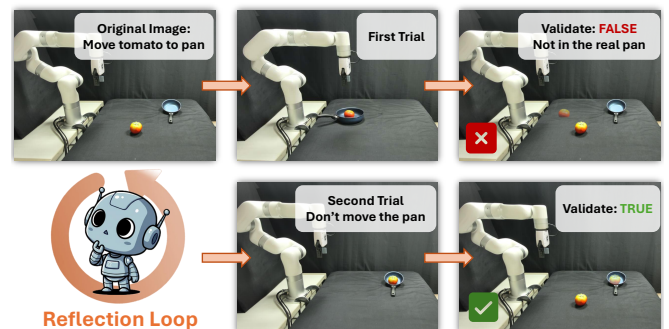 Original Image:
Move tomato to pan
First Trial
Validate: FALSE
Not in the real pan
Second Trial
Don't move the pan
Validate: TRUE
Reflection Loop